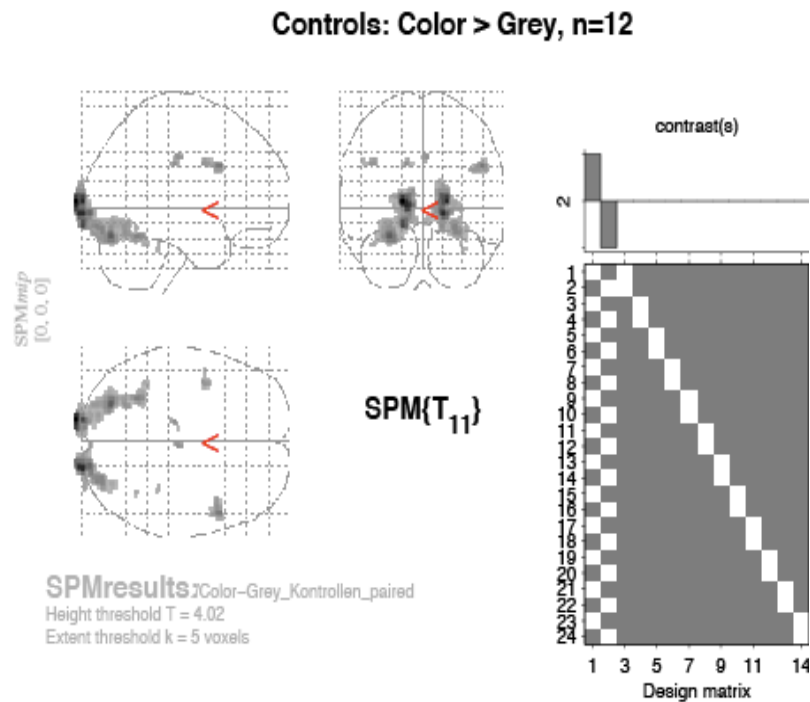 Controls: Color > Grey, n=12
contrast(s)
2
SPMmip
[0, 0, 0]
SPM{T11}
1
2
3
4
5
6
7
8
9
10
11
12
13
14
15
16
17
18
19
20
21
22
23
24
1 3 5 7 9 11 14
Design matrix
SPMresults: /Color-Grey_Kontrollen_paired
Height threshold T = 4.02
Extent threshold k = 5 voxels